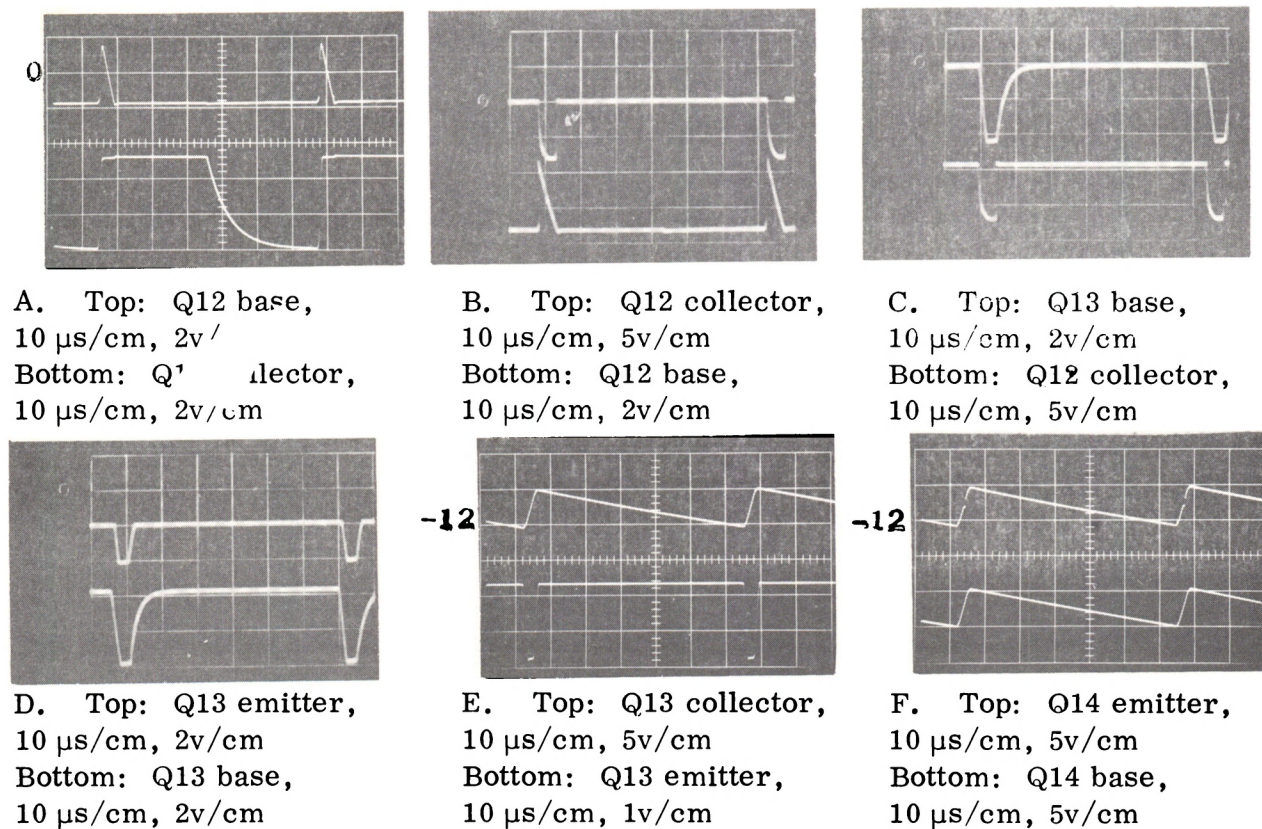 0
A. Top: Q12 base,
10 µs/cm, 2v/
Bottom:
10 µs/cm, 2v/cm
B. Top: Q12 collector,
10 µs/cm, 5v/cm
Bottom: Q12 base,
10 µs/cm, 2v/cm
C. Top: Q13 base,
10 µs/cm, 2v/cm
Bottom: Q12 collector,
10 µs/cm, 5v/cm
-12
-12
D. Top: Q13 emitter,
10 µs/cm, 2v/cm
Bottom: Q13 base,
10 µs/cm, 2v/cm
E. Top: Q13 collector,
10 µs/cm, 5v/cm
Bottom: Q13 emitter,
10 µs/cm, 1v/cm
F. Top: Q14 emitter,
10 µs/cm, 5v/cm
Bottom: Q14 base,
10 µs/cm, 5v/cm